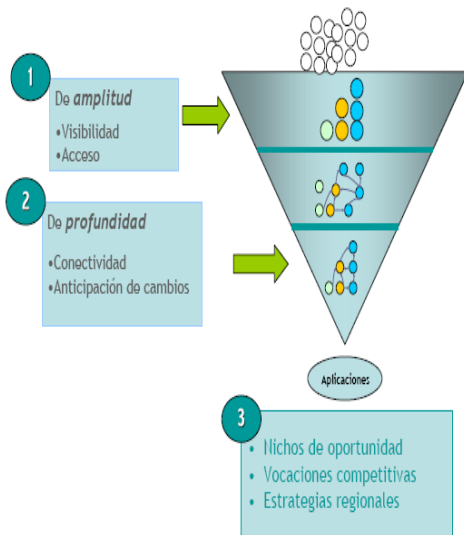 1
De amplitud
•Visibilidad
•Acceso
2
De profundidad
•Conectividad
•Anticipación de cambios
Aplicaciones
3
• Nichos de oportunidad
• Vocaciones competitivas
• Estrategias regionales